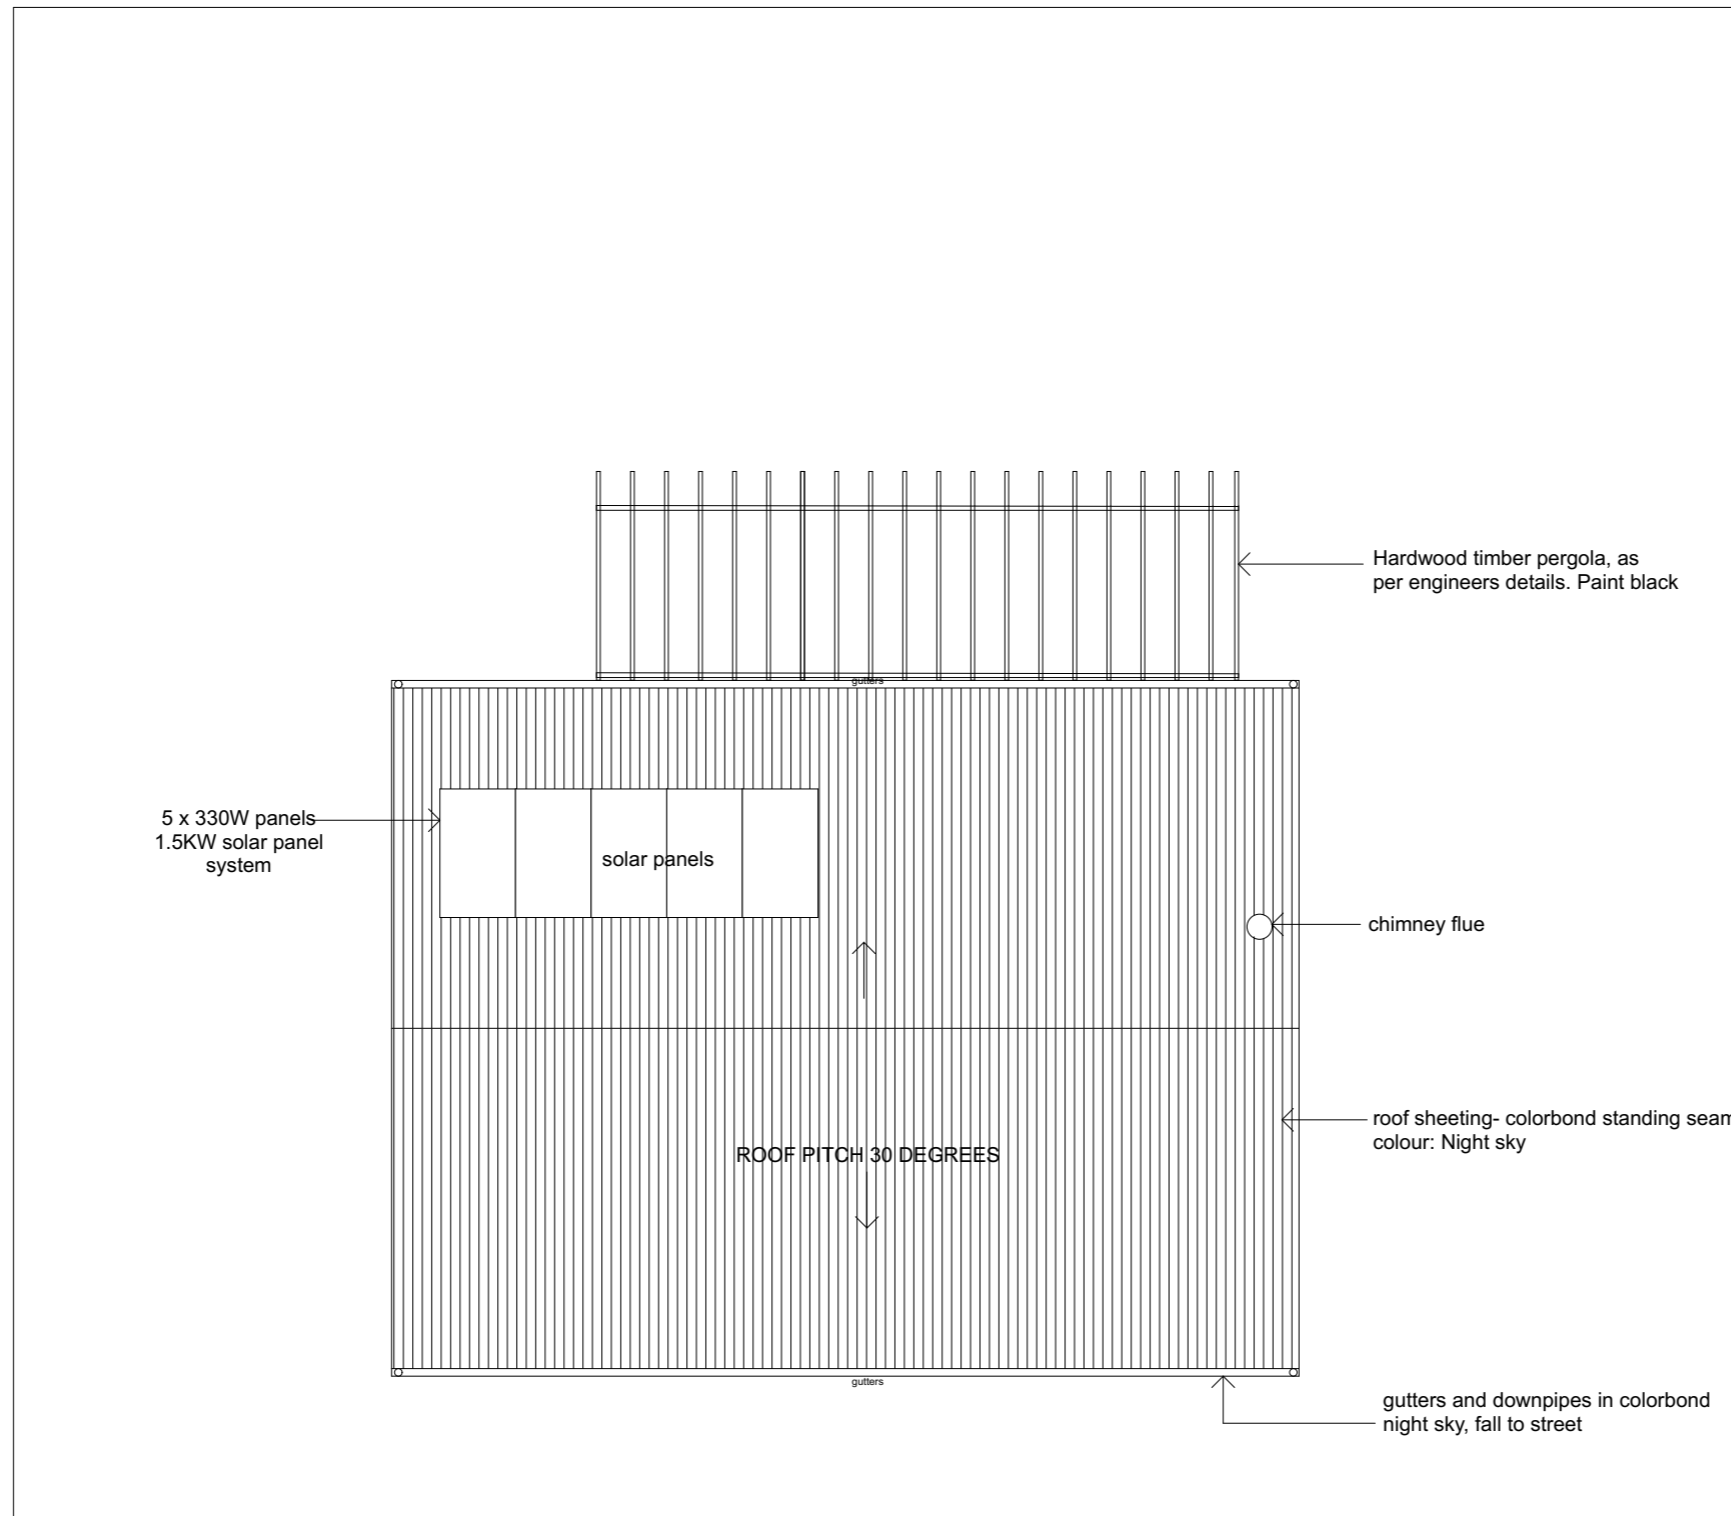 Hardwood timber pergola, as
per engineers details. Paint black
gutters
5 x 330W panels
1.5KW solar panel
system
solar panels
chimney flue
roof sheeting- colorbond standing seam
colour: Night sky
ROOF PITCH 30 DEGREES
gutters
gutters and downpipes in colorbond
night sky, fall to street